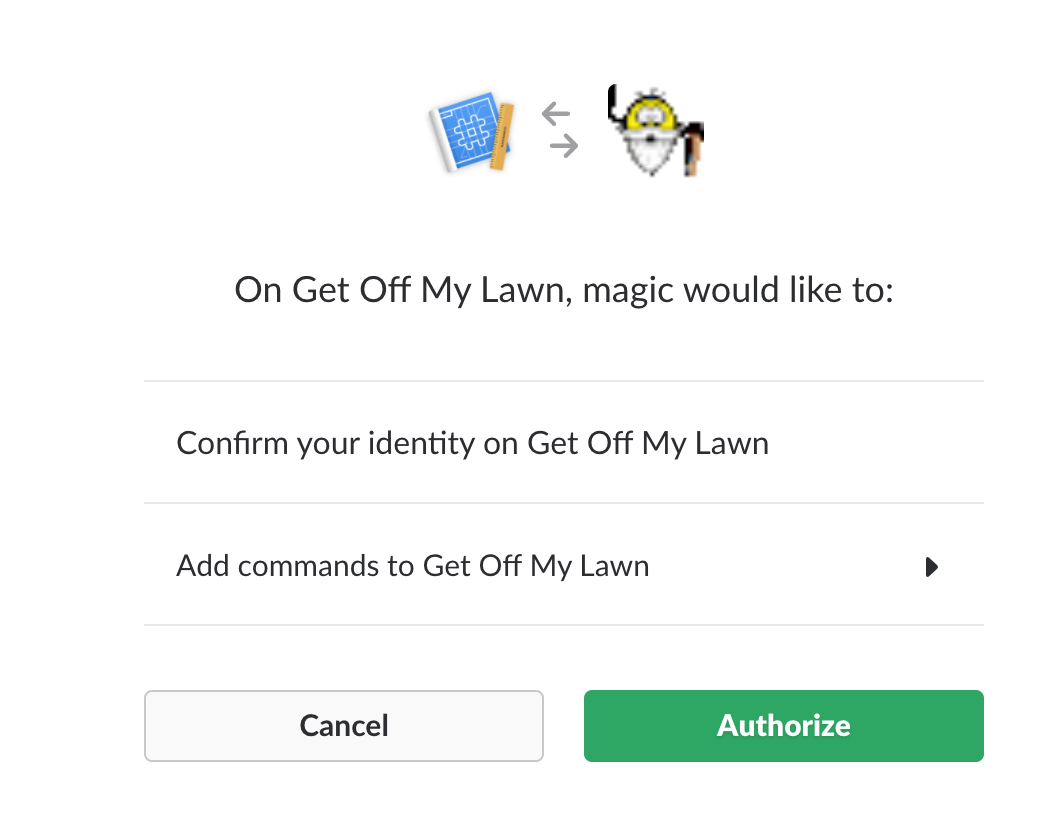 On Get Off My Lawn, magic would like to:
Confirm your identity on Get Off My Lawn
Add commands to Get Off My Lawn
Cancel
Authorize